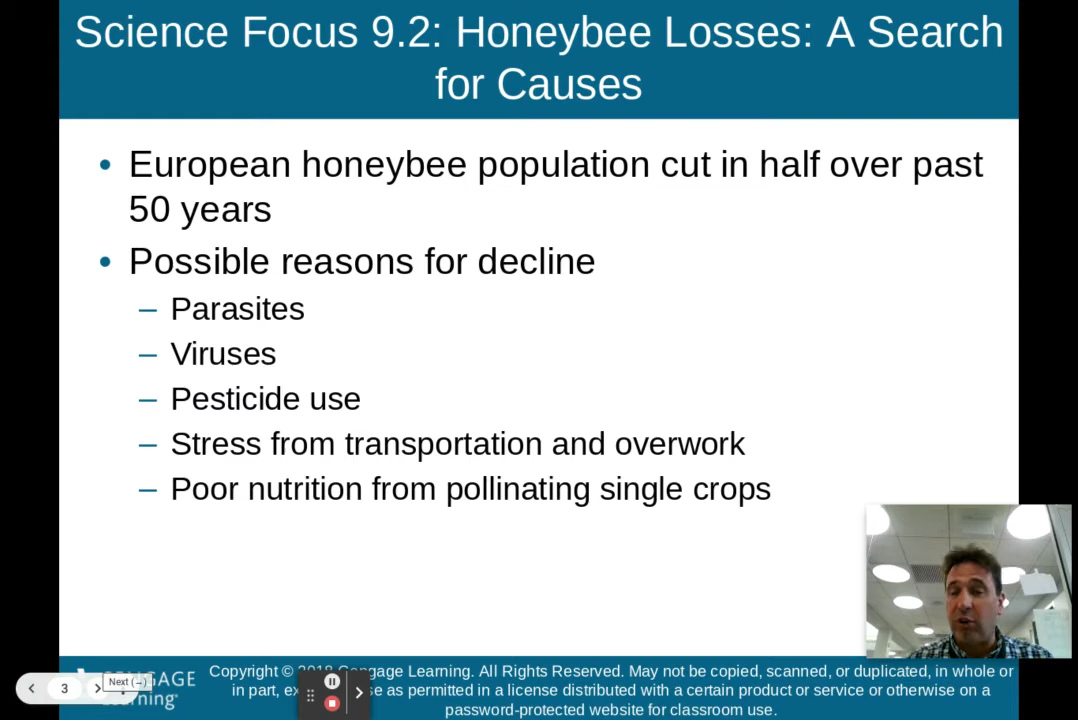 Science Focus 9.2: Honeybee Losses: A Search
for Causes
• European honeybee population cut in half over past
50 years
• Possible reasons for decline
– Parasites
– Viruses
– Pesticide use
– Stress from transportation and overwork
– Poor nutrition from pollinating single crops
Copyright © 2018 Cengage Learning. All Rights Reserved. May not be copied, scanned, or duplicated, in whole or
in part, as permitted in a license distributed with a certain product or service or otherwise on a
password-protected website for classroom use.
CENGAGE
Learning
3
Next (→)